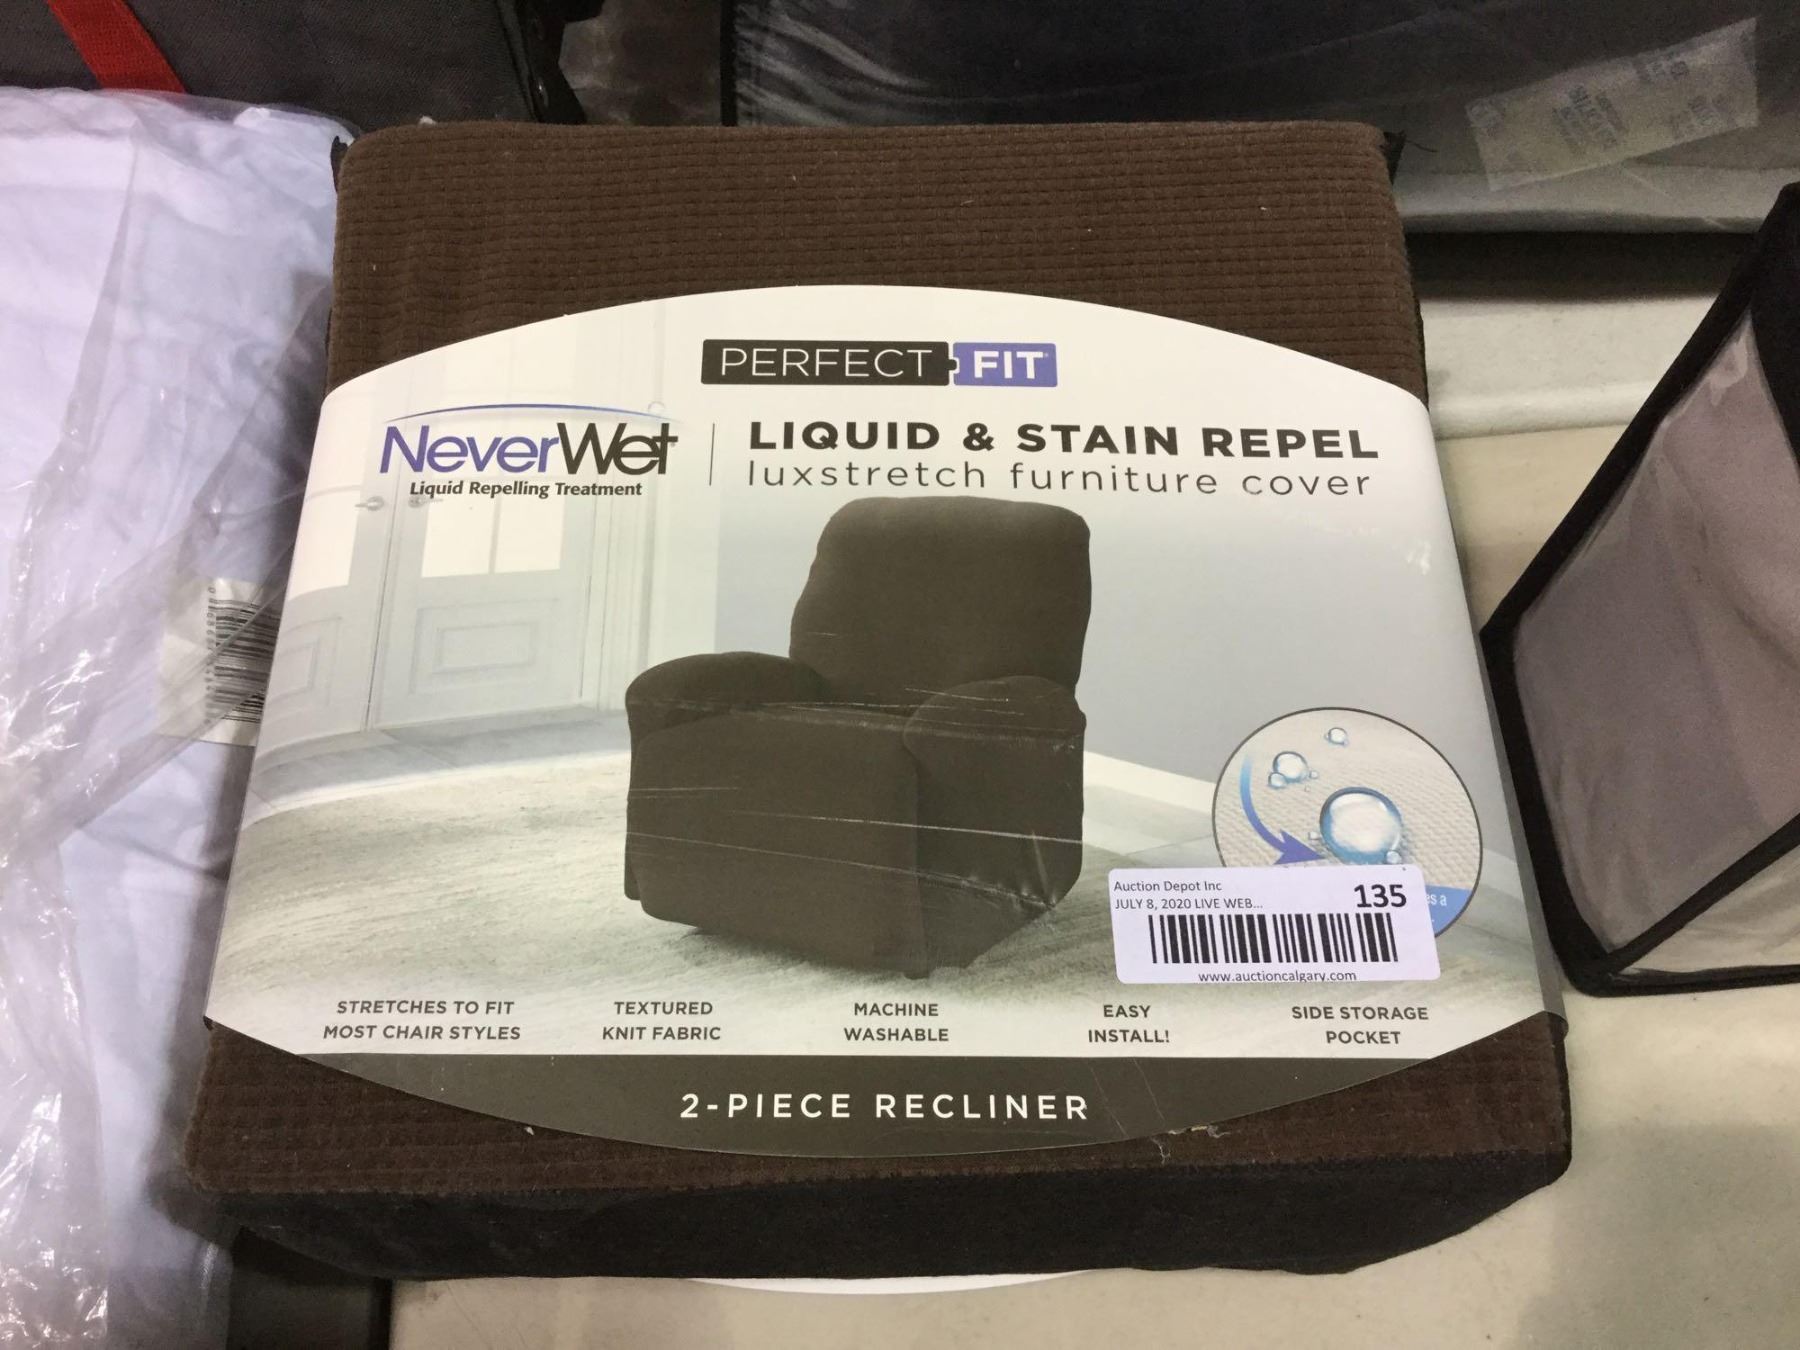 PERFECT FIT
NeverWet
Liquid Repelling Treatment
LIQUID & STAIN REPEL
luxstretch furniture cover
Auction Depot Inc
135
JULY 8, 2020 LIVE WEB...
www.auctioncalgary.com
STRETCHES TO FIT
MOST CHAIR STYLES
TEXTURED
KNIT FABRIC
MACHINE
WASHABLE
EASY
INSTALL!
SIDE STORAGE
POCKET
2-PIECE RECLINER